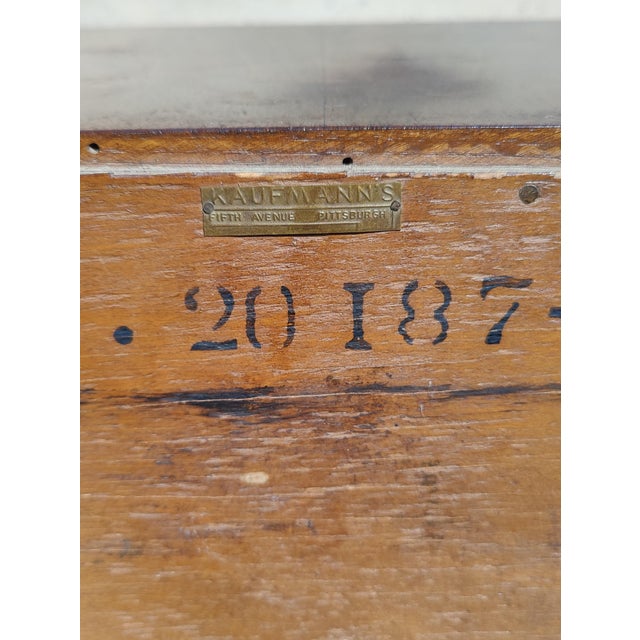 KAUFMANN'S
FIFTH AVENUE PITTSBURGH
. 20 187-